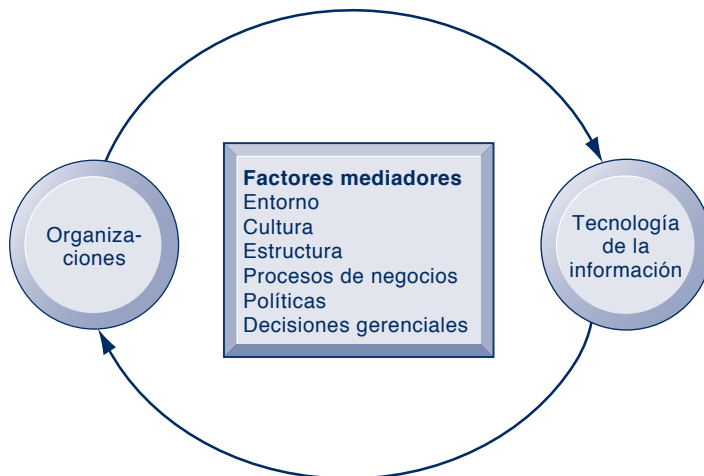 Organiza-
ciones
Factores mediadores
Entorno
Cultura
Estructura
Procesos de negocios
Políticas
Decisiones gerenciales
Tecnología
de la
información